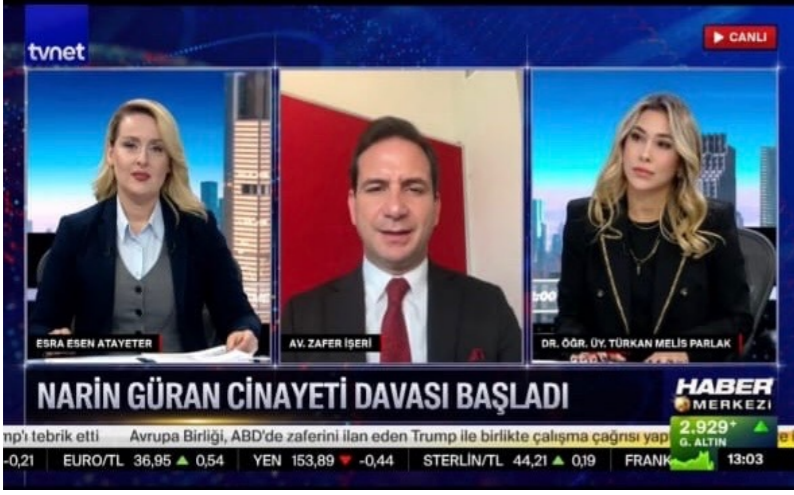 tvnet
CANLI
ESRA ESEN ATAYETER
AV. ZAFER İŞERİ
DR. ÖĞR. ÜY. TÜRKAN MELİS PARLAK
NARİN GÜRAN CİNAYETİ DAVASI BAŞLADI
HABER
MERKEZİ
tebrik etti Avrupa Birliği, ABD'de zaferini ilan eden Trump ile birlikte çalışma çağrısı
2.929+
G. ALTIN
-0,21 EURO/TL 36,95 ▲ 0,54 YEN 153,89 ▼ -0,44 STERLİN/TL 44,21 ▲ 0,19 FRANK
13:03